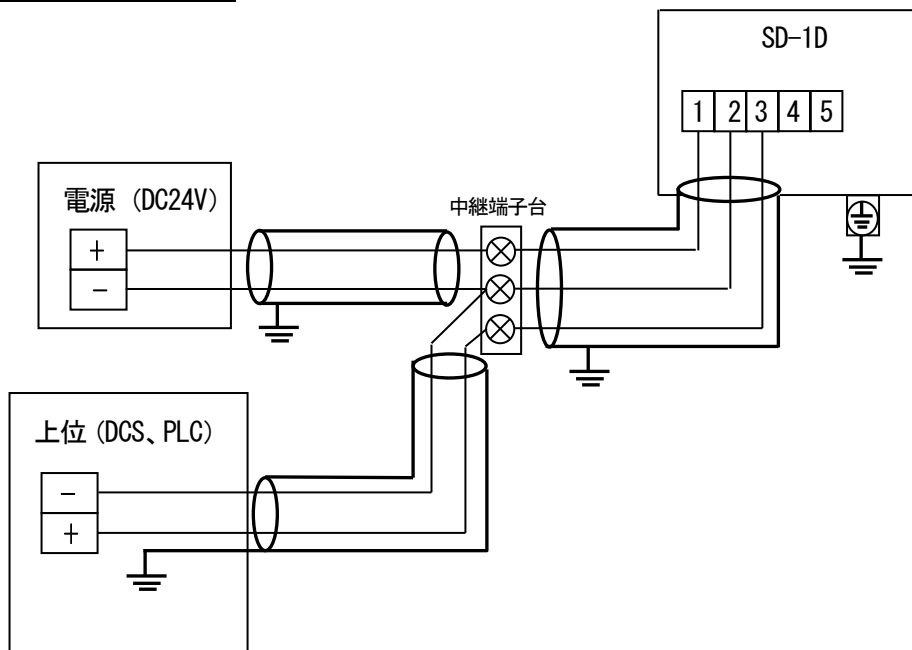 SD-1D
1 2 3 4 5
電源 (DC24V)
+
-
中継端子台
上位 (DCS、PLC)
-
+